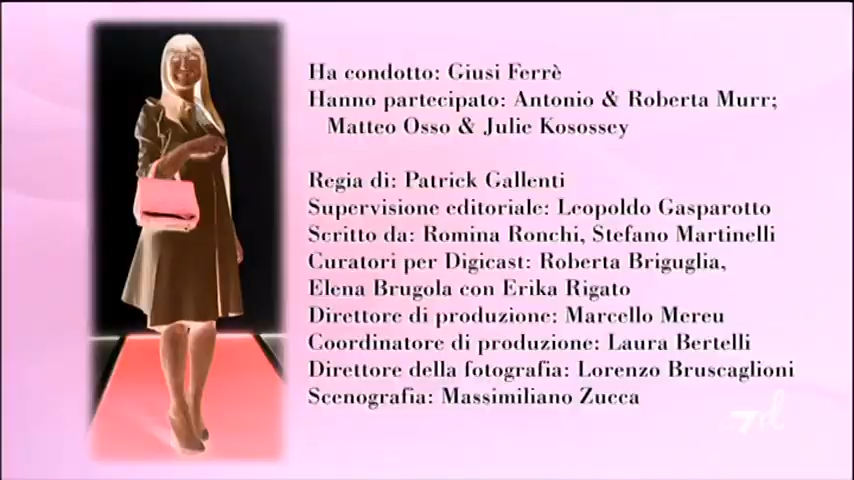 Ha condotto: Giusi Ferrè
Hanno partecipato: Antonio & Roberta Murr;
Matteo Osso & Julie Kosossey
Regia di: Patrick Gallenti
Supervisione editoriale: Leopoldo Gasparotto
Scritto da: Romina Ronchi, Stefano Martinelli
Curatori per Digicast: Roberta Briguglia,
Elena Brugola con Erika Rigato
Direttore di produzione: Marcello Mereu
Coordinatore di produzione: Laura Bertelli
Direttore della fotografia: Lorenzo Bruscaglioni
Scenografia: Massimiliano Zucca
7d